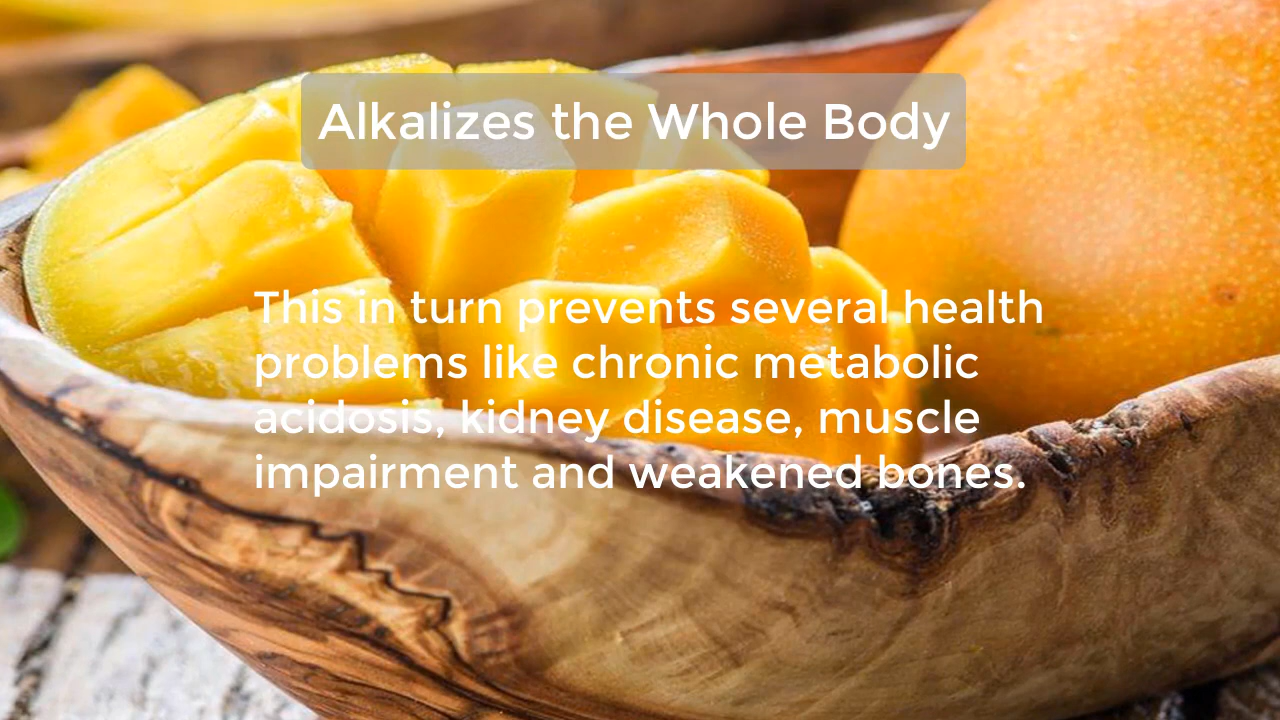 Alkalizes the Whole Body
This in turn prevents several health
problems like chronic metabolic
acidosis, kidney disease, muscle
impairment and weakened bones.